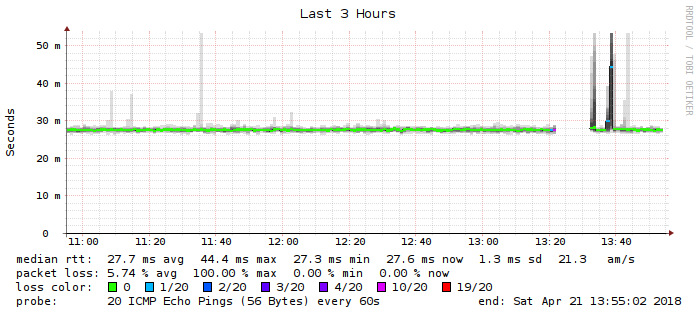 Last 3 Hours
RRDTOOL / TOBI OETIKER
Seconds
50 m
40 m
30 m
20 m
10 m
0
11:00 11:20 11:40 12:00 12:20 12:40 13:00 13:20 13:40
median rtt: 27.7 ms avg 44.4 ms max 27.3 ms min 27.6 ms now 1.3 ms sd 21.3 am/s
packet loss: 5.74 % avg 100.00 % max 0.00 % min 0.00 % now
loss color: 0 1/20 2/20 3/20 4/20 10/20 19/20
probe: 20 ICMP Echo Pings (56 Bytes) every 60s end: Sat Apr 21 13:55:02 2018